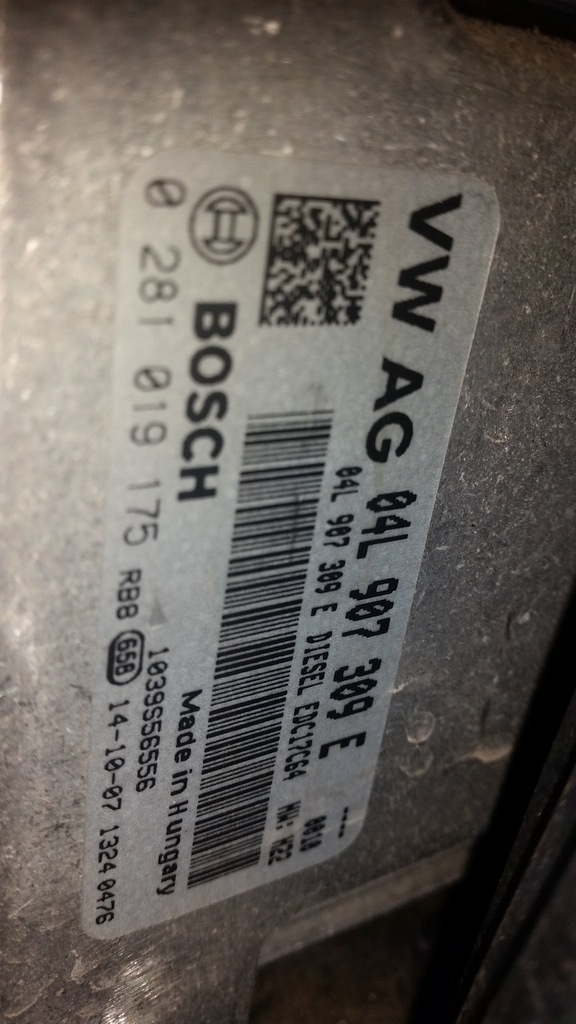 VW AG 04L 907 309 E ----
04L 907 309 E DIESEL EDC17C64 HW: H22 0010
BOSCH
1039S56556
Made in Hungary
0 281 019 175 RB8 658 14-10-07 1324 0476